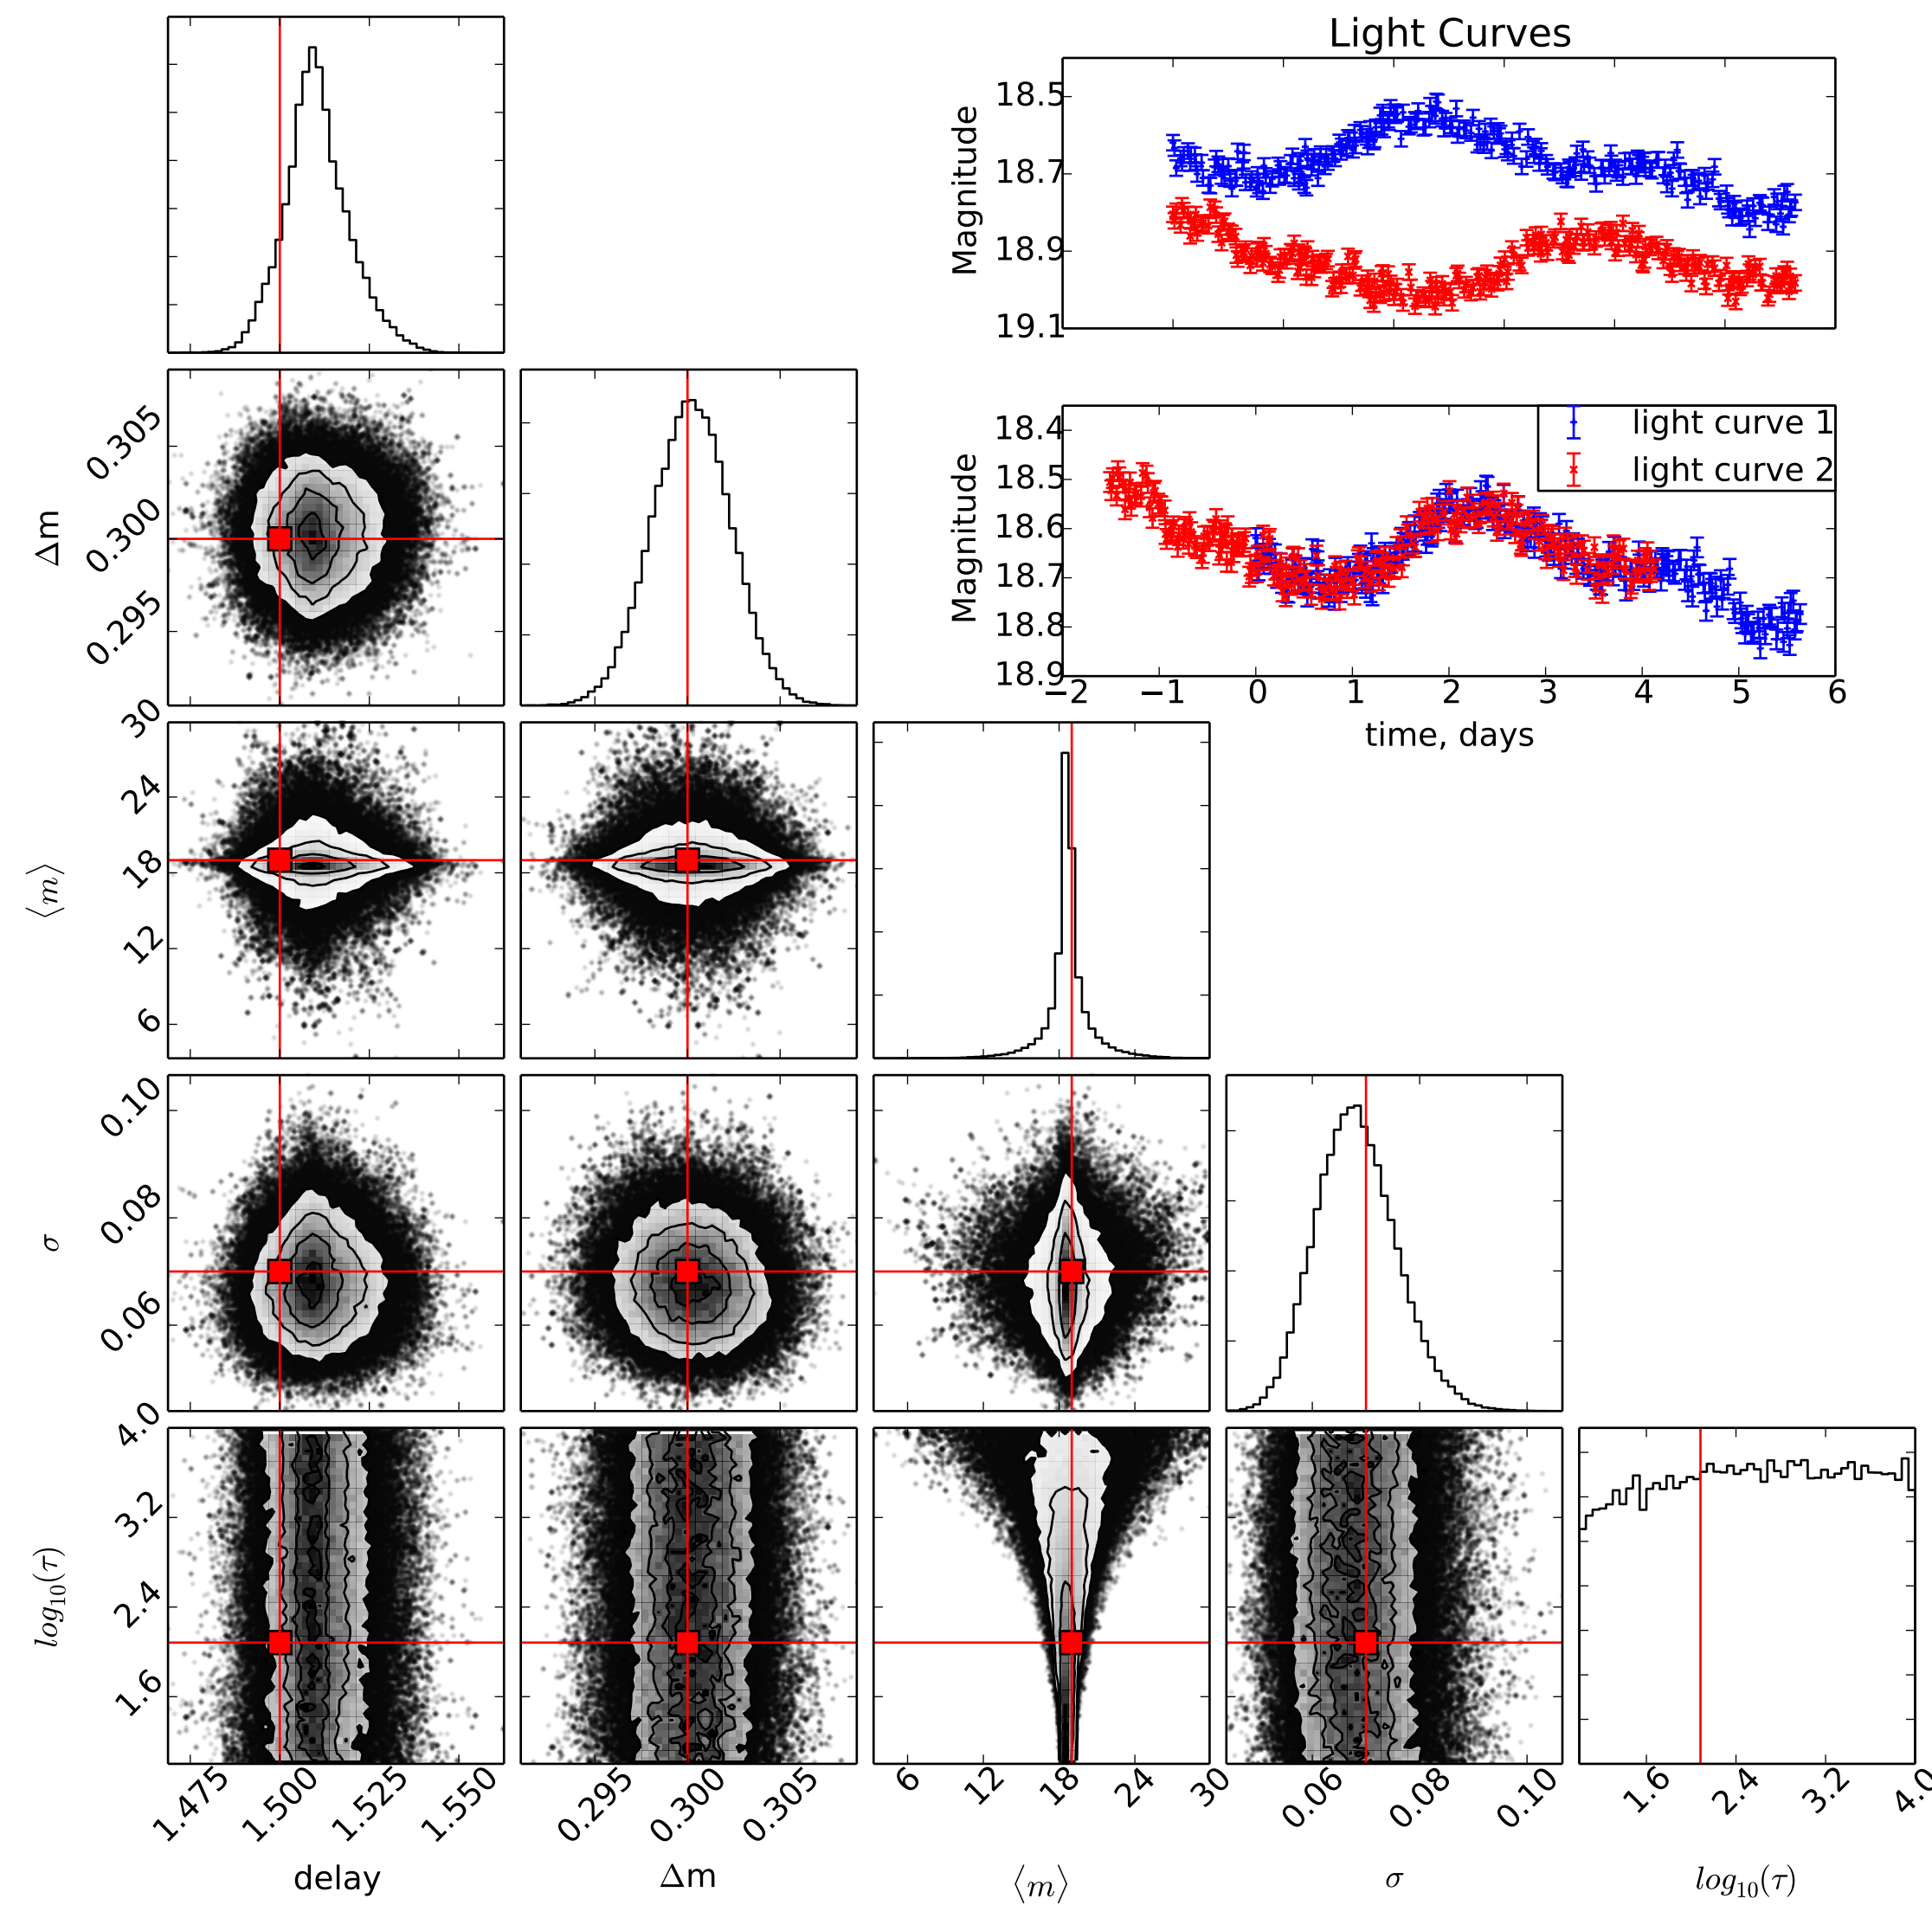 Light Curves
Magnitude
18.5
18.7
18.9
19.1
Magnitude
18.4
18.5
18.6
18.7
18.8
18.9
light curve 1
light curve 2
−2 −1 0 1 2 3 4 5 6
time, days
Δm
0.305
0.300
0.295
⟨m⟩
30
24
18
12
6
σ
0.10
0.08
0.06
log₁₀(τ)
4.0
3.2
2.4
1.6
1.475 1.500 1.525 1.550
0.295 0.300 0.305
6 12 18 24 30
0.06 0.08 0.10
1.6 2.4 3.2 4.0
delay Δm ⟨m⟩ σ log₁₀(τ)